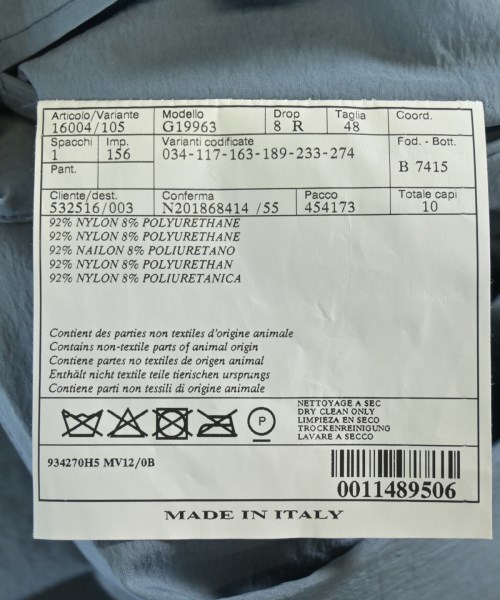 Articolo/Variante Modello Drop Taglia Coord.
16004/105 G19963 8 R 48
Spacchi Imp. Varianti codificate Fod. - Bott.
1 156 034-117-163-189-233-274
Pant. B 7415
Cliente/dest. Conferma Pacco Totale capi
532516/003 N201868414 /55 454173 10
92% NYLON 8% POLYURETHANE
92% NYLON 8% POLYURETHANE
92% NAILON 8% POLIURETANO
92% NYLON 8% POLYURETHAN
92% NYLON 8% POLIURETANICA
Contient des parties non textiles d'origine animale
Contains non-textile parts of animal origin
Contiene partes no textiles de origen animal
Enthält nicht textile teile tierischen ursprungs
Contiene parti non tessili di origine animale
NETTOYAGE A SEC
DRY CLEAN ONLY
LIMPIEZA EN SECO
TROCKENREINIGUNG
LAVARE A SECCO
P
934270H5 MV12/0B
0011489506
MADE IN ITALY